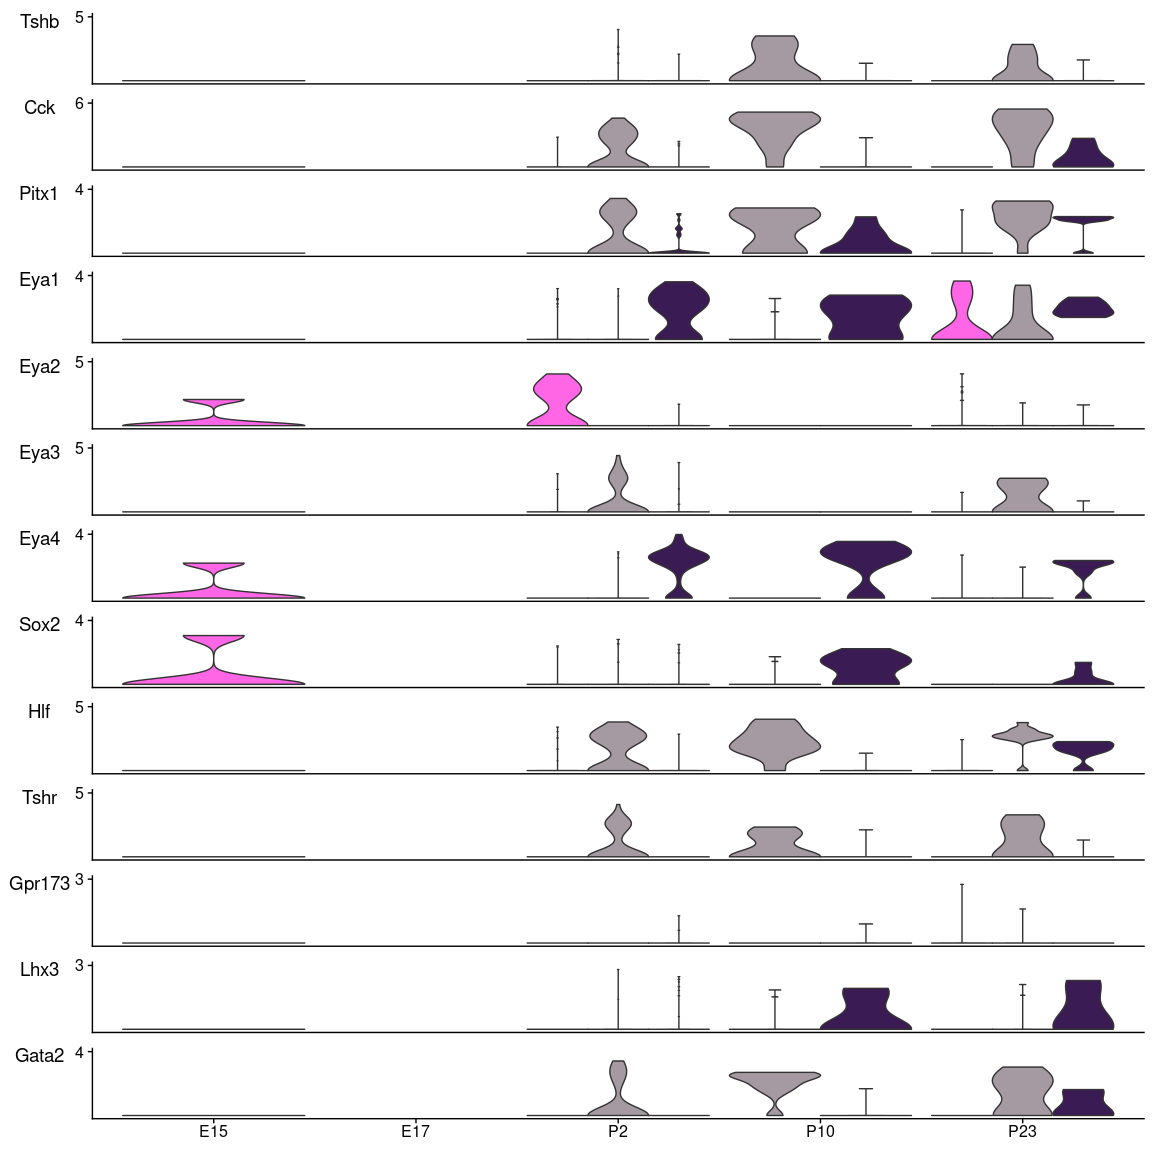 Tshb 5
Cck 6
Pitx1 4
Eya1 4
Eya2 5
Eya3 5
Eya4 4
Sox2 4
Hlf 5
Tshr 5
Gpr173 3
Lhx3 3
Gata2 4
E15 E17 P2 P10 P23